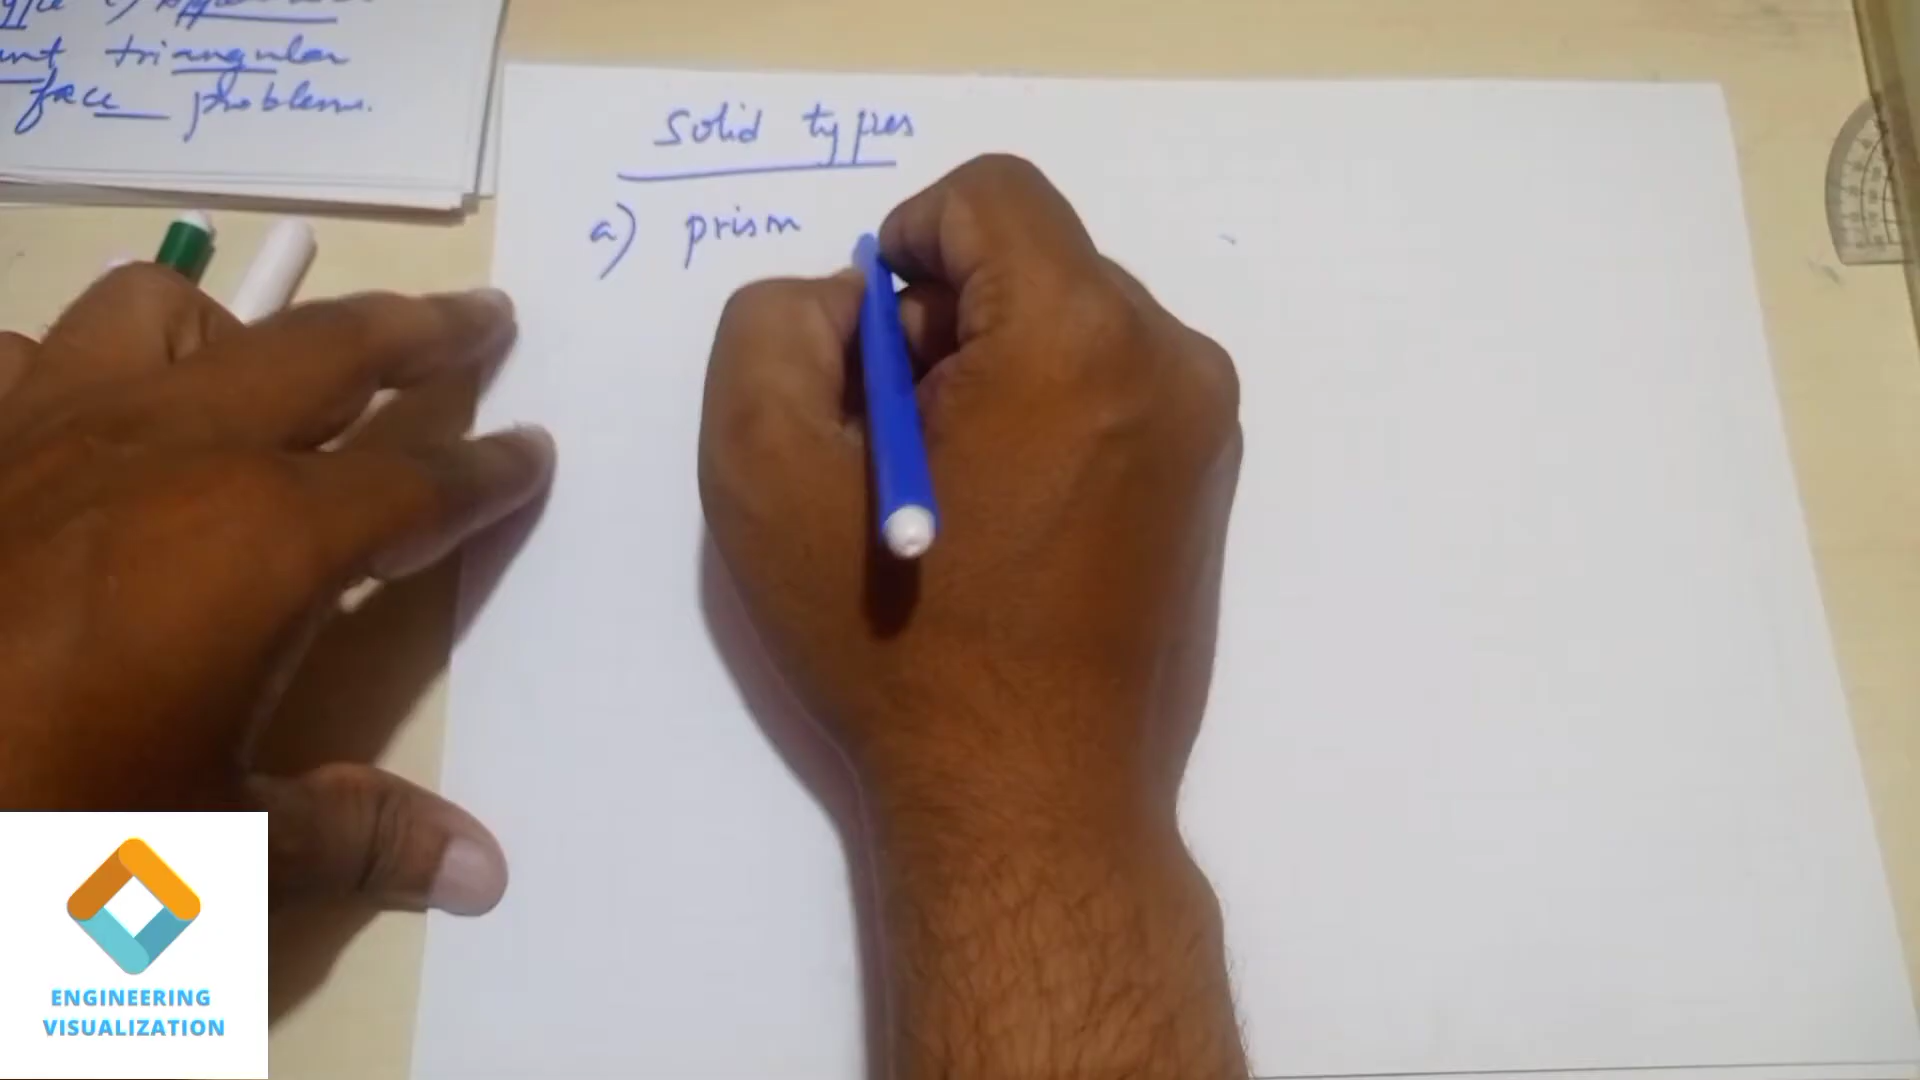 triangular
face problems.
Solid types
a) prism
ENGINEERING
VISUALIZATION